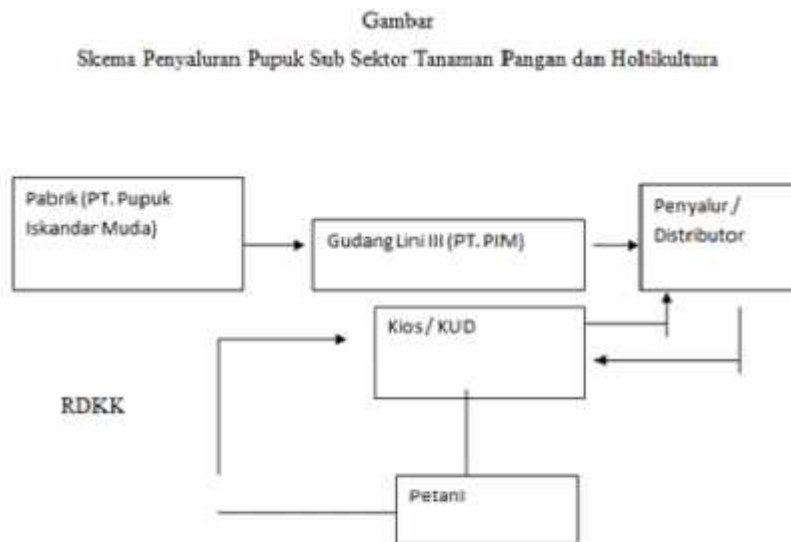 Gambar
Skema Penyaluran Pupuk Sub Sektor Tanaman Pangan dan Holtikultura
Pabrik (PT. Pupuk
Iskandar Muda)
Gudang Lini III (PT. PIM)
Penyalur /
Distributor
Kios / KUD
RDKK
PetanI